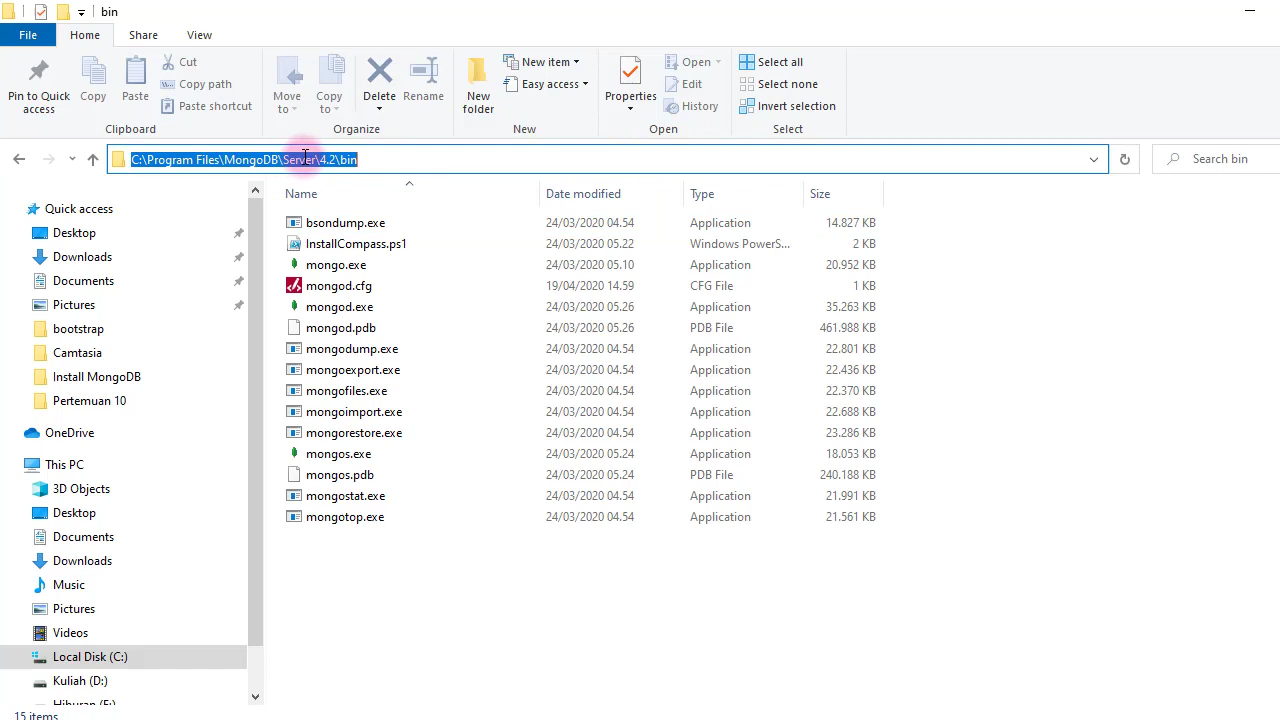 bin
File Home Share View
Pin to Quick access
Copy
Paste
Cut
Copy path
Paste shortcut
Clipboard
Move to
Copy to
Delete
Rename
Organize
New folder
New item
Easy access
New
Properties
Open
Edit
History
Open
Select all
Select none
Invert selection
Select
C:\Program Files\MongoDB\Server\4.2\bin
Search bin
Quick access
Desktop
Downloads
Documents
Pictures
bootstrap
Camtasia
Install MongoDB
Pertemuan 10
OneDrive
This PC
3D Objects
Desktop
Documents
Downloads
Music
Pictures
Videos
Local Disk (C:)
Kuliah (D:)
Hiburan (E:)
Name Date modified Type Size
bsondump.exe 24/03/2020 04.54 Application 14.827 KB
InstallCompass.ps1 24/03/2020 05.22 Windows PowerS... 2 KB
mongo.exe 24/03/2020 05.10 Application 20.952 KB
mongod.cfg 19/04/2020 14.59 CFG File 1 KB
mongod.exe 24/03/2020 05.26 Application 35.263 KB
mongod.pdb 24/03/2020 05.26 PDB File 461.988 KB
mongodump.exe 24/03/2020 04.54 Application 22.801 KB
mongoexport.exe 24/03/2020 04.54 Application 22.436 KB
mongofiles.exe 24/03/2020 04.54 Application 22.370 KB
mongoimport.exe 24/03/2020 04.54 Application 22.688 KB
mongorestore.exe 24/03/2020 04.54 Application 23.286 KB
mongos.exe 24/03/2020 05.24 Application 18.053 KB
mongos.pdb 24/03/2020 05.24 PDB File 240.188 KB
mongostat.exe 24/03/2020 04.54 Application 21.991 KB
mongotop.exe 24/03/2020 04.54 Application 21.561 KB
15 items